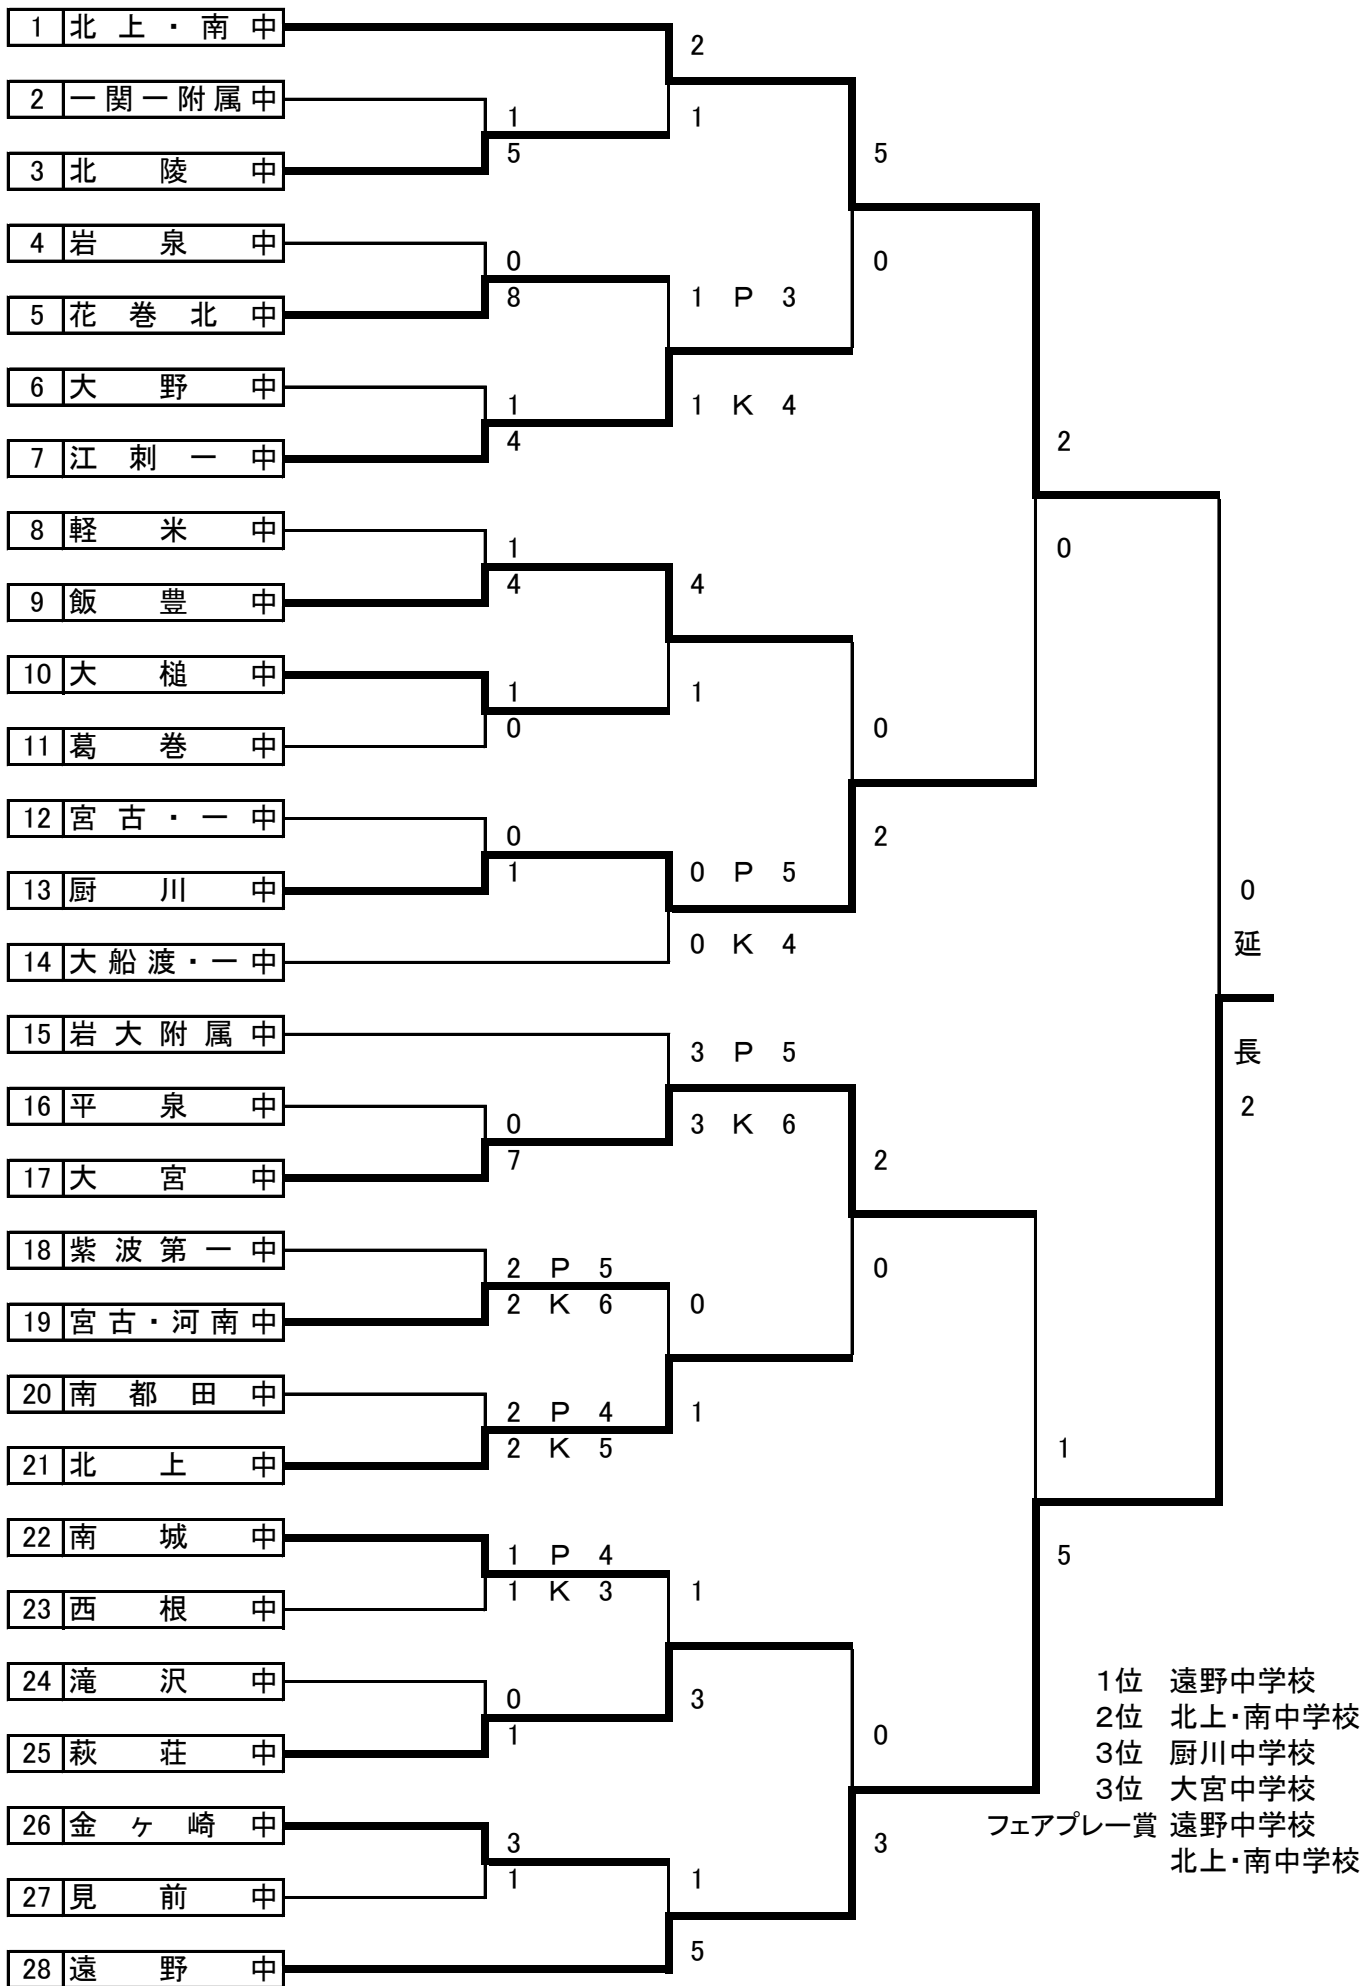 1 北上・南中
2
2 一関一附属中
1
1
5
5
3 北陵中
4 岩泉中
0
0
8
1 P 3
5 花巻北中
6 大野中
1
1 K 4
4
2
7 江刺一中
8 軽米中
1
0
4
4
9 飯豊中
10 大槌中
1
1
0
0
11 葛巻中
12 宮古・一中
0
2
1
0 P 5
13 厨川中
0
0 K 4
延
14 大船渡・一中
15 岩大附属中
3 P 5
長
16 平泉中
2
0
3 K 6
7
2
17 大宮中
18 紫波第一中
2 P 5
0
2 K 6
0
19 宮古・河南中
20 南都田中
2 P 4
1
2 K 5
1
21 北上中
22 南城中
1 P 4
5
1 K 3
1
23 西根中
24 滝沢中
0
3
1
0
25 萩荘中
26 金ヶ崎中
3
3
1
1
27 見前中
5
28 遠野中
1位 遠野中学校
2位 北上・南中学校
3位 厨川中学校
3位 大宮中学校
フェアプレー賞 遠野中学校
北上・南中学校